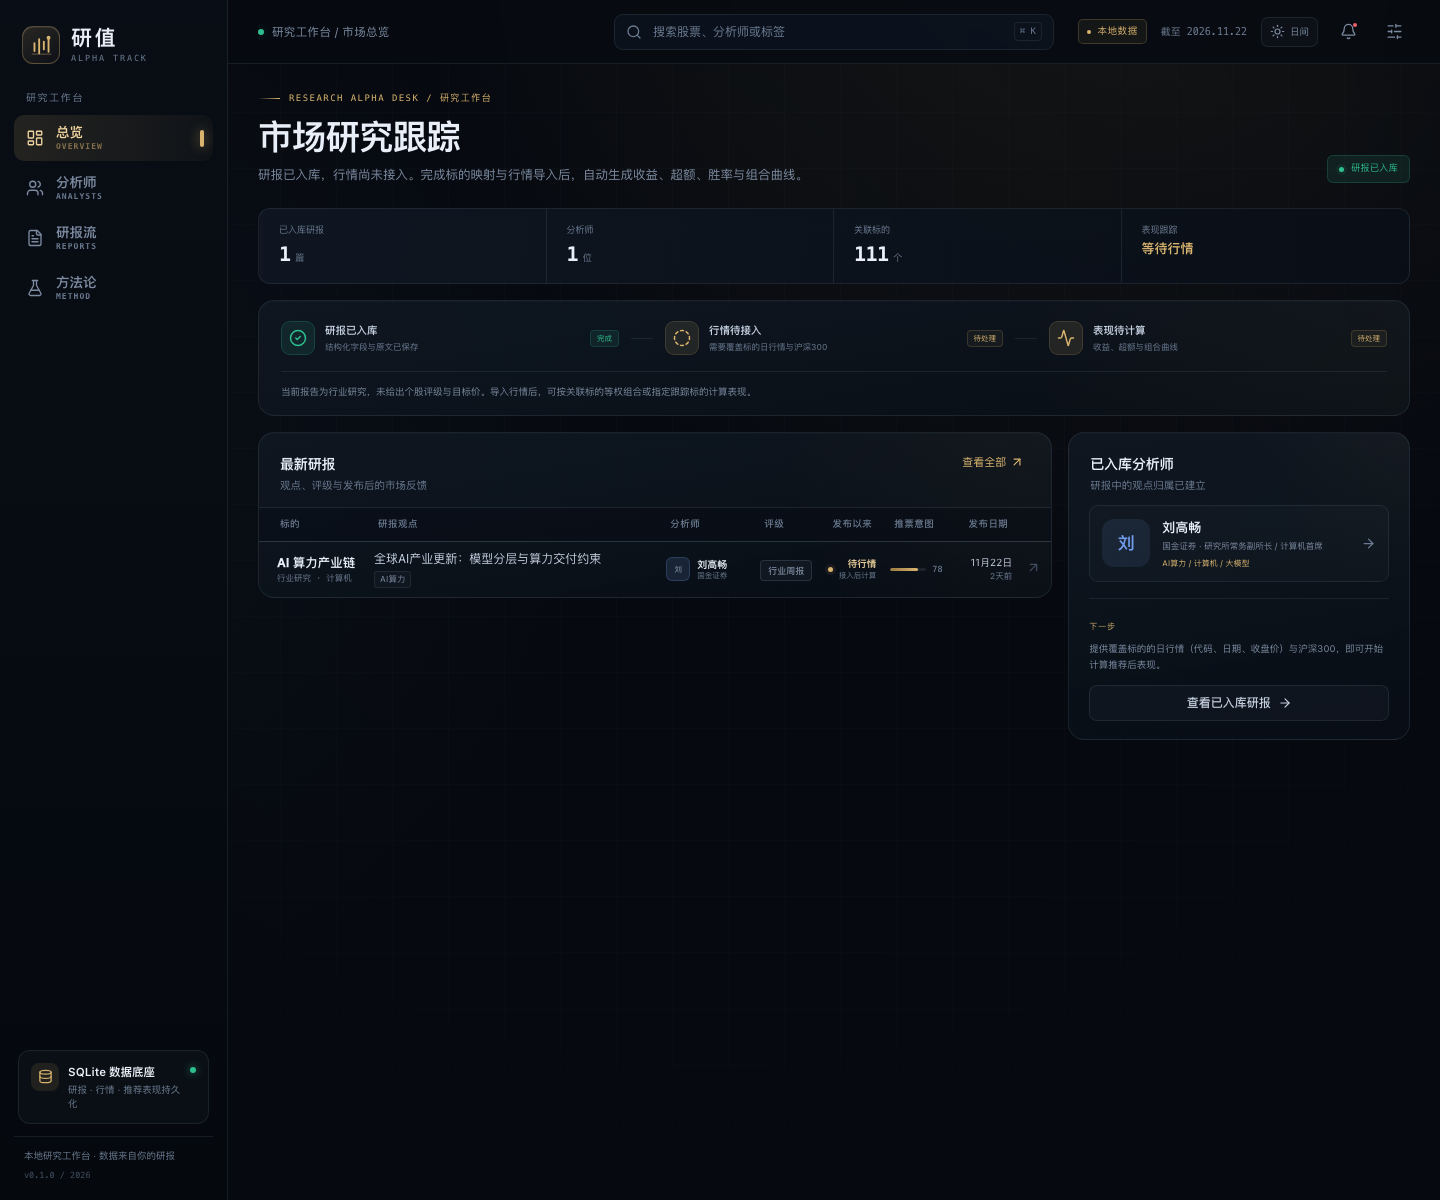 研值
ALPHA TRACK
研究工作台
总览
OVERVIEW
分析师
ANALYSTS
研报流
REPORTS
方法论
METHOD
SQLite 数据底座
研报 · 行情 · 推荐表现持久
化
本地研究工作台 · 数据来自你的研报
v0.1.0 / 2026
研究工作台 / 市场总览
搜索股票、分析师或标签
⌘ K
本地数据
截至 2026.11.22
日间
RESEARCH ALPHA DESK / 研究工作台
市场研究跟踪
研报已入库，行情尚未接入。完成标的映射与行情导入后，自动生成收益、超额、胜率与组合曲线。
研报已入库
已入库研报
1 篇
分析师
1 位
关联标的
111 个
表现跟踪
等待行情
研报已入库
结构化字段与原文已保存
完成
行情待接入
需要覆盖标的日行情与沪深300
待处理
表现待计算
收益、超额与组合曲线
待处理
当前报告为行业研究，未给出个股评级与目标价。导入行情后，可按关联标的等权组合或指定跟踪标的计算表现。
最新研报
观点、评级与发布后的市场反馈
查看全部
标的 研报观点 分析师 评级 发布以来 推票意图 发布日期
AI 算力产业链
行业研究 · 计算机
全球AI产业更新：模型分层与算力交付约束
AI算力
刘
刘高畅
国金证券
行业周报
待行情
接入后计算
78
11月22日
2天前
已入库分析师
研报中的观点归属已建立
刘
刘高畅
国金证券 · 研究所常务副所长 / 计算机首席
AI算力 / 计算机 / 大模型
下一步
提供覆盖标的的日行情（代码、日期、收盘价）与沪深300，即可开始
计算推荐后表现。
查看已入库研报